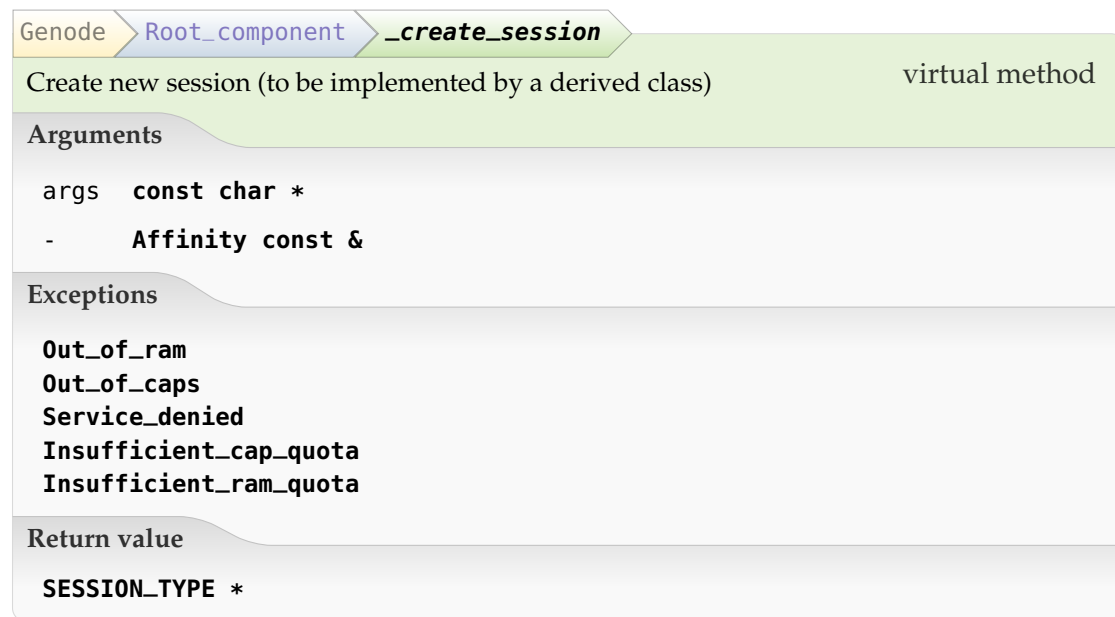 Genode Root_component _create_session
Create new session (to be implemented by a derived class) virtual method
Arguments
args const char *
- Affinity const &
Exceptions
Out_of_ram
Out_of_caps
Service_denied
Insufficient_cap_quota
Insufficient_ram_quota
Return value
SESSION_TYPE *